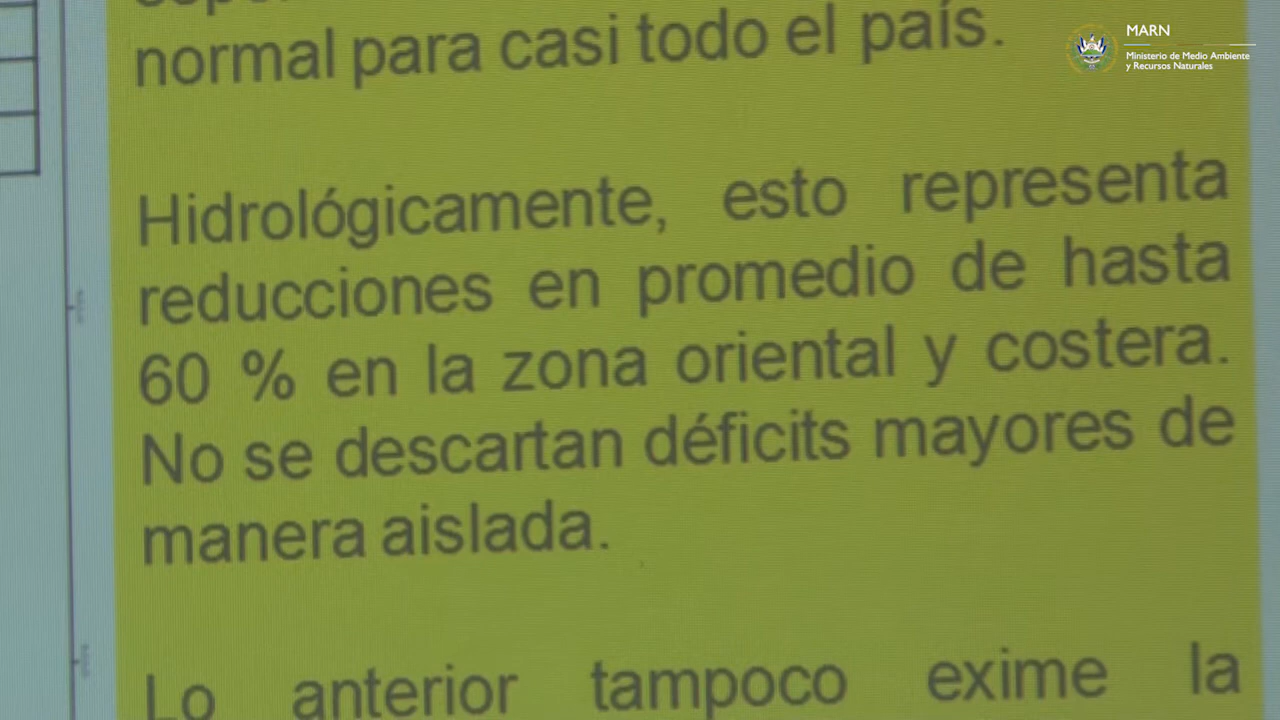 normal para casi todo el país.
Hidrológicamente, esto representa
reducciones en promedio de hasta
60 % en la zona oriental y costera.
No se descartan déficits mayores de
manera aislada.
Lo anterior tampoco exime la
MARN
Ministerio de Medio Ambiente
y Recursos Naturales